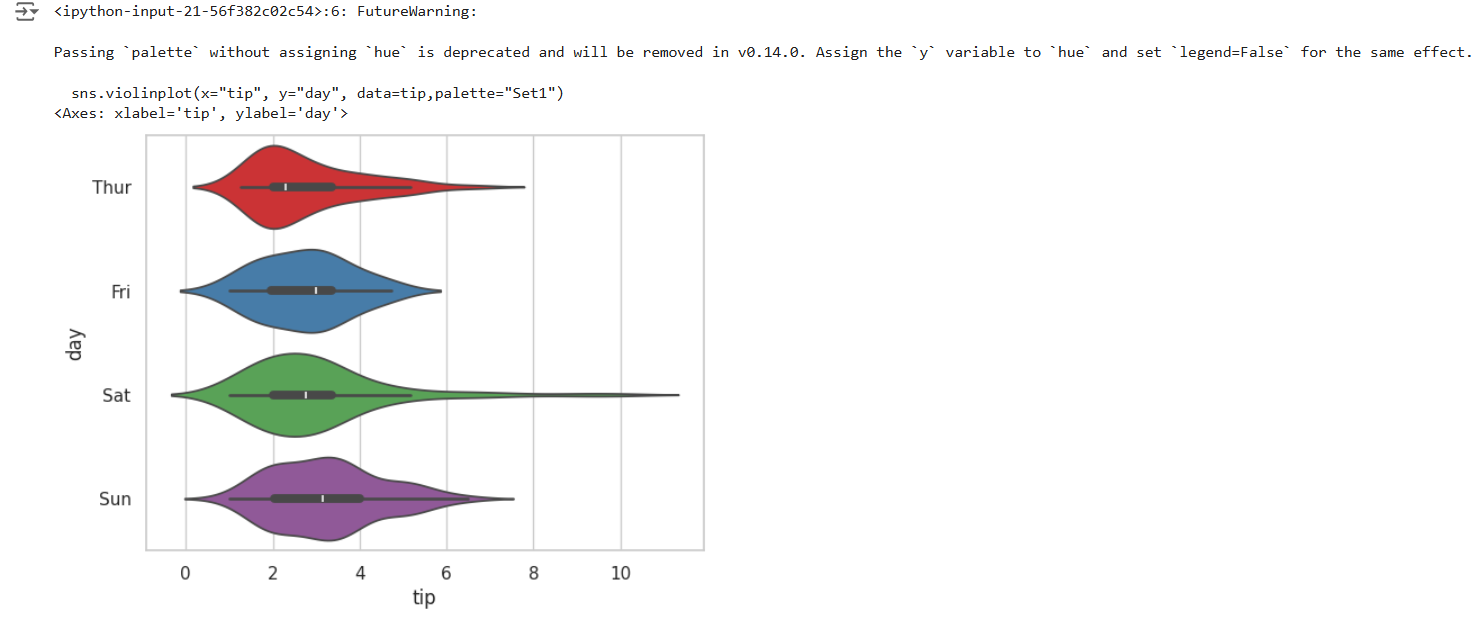 <ipython-input-21-56f382c02c54>:6: FutureWarning:
Passing `palette` without assigning `hue` is deprecated and will be removed in v0.14.0. Assign the `y` variable to `hue` and set `legend=False` for the same effect.
sns.violinplot(x="tip", y="day", data=tip,palette="Set1")
<Axes: xlabel='tip', ylabel='day'>
Thur
Fri
day
Sat
Sun
0 2 4 6 8 10
tip